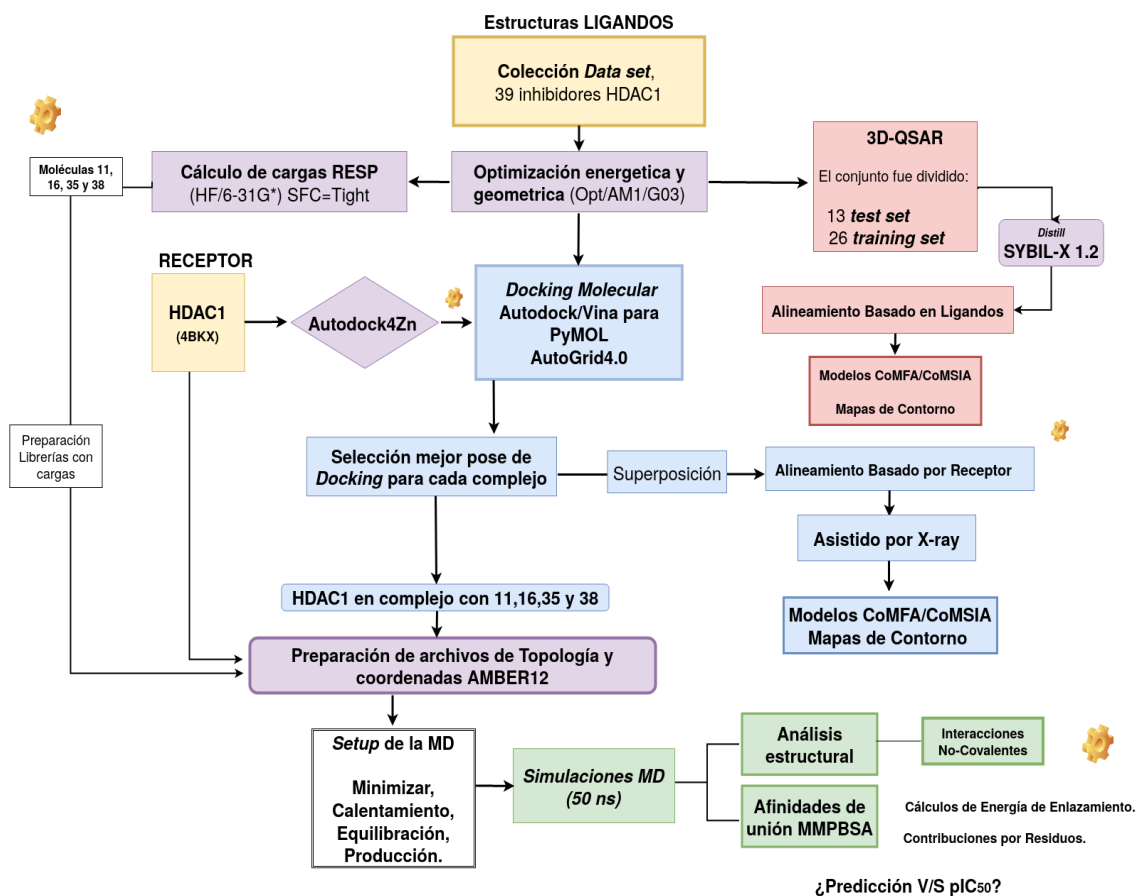 Estructuras LIGANDOS
Colección Data set,
39 inhibidores HDAC1
Moléculas 11,
16, 35 y 38
Cálculo de cargas RESP
(HF/6-31G*) SFC=Tight
Optimización energetica y
geometrica (Opt/AM1/G03)
3D-QSAR
El conjunto fue dividido:
13 test set
26 training set
Distill
SYBIL-X 1.2
RECEPTOR
HDAC1
(4BKX)
Autodock4Zn
Docking Molecular
Autodock/Vina para
PyMOL
AutoGrid4.0
Alineamiento Basado en Ligandos
Modelos CoMFA/CoMSIA
Mapas de Contorno
Preparación
Librerías con
cargas
Selección mejor pose de
Docking para cada complejo
Superposición
Alineamiento Basado por Receptor
Asistido por X-ray
Modelos CoMFA/CoMSIA
Mapas de Contorno
HDAC1 en complejo con 11,16,35 y 38
Preparación de archivos de Topología y
coordenadas AMBER12
Setup de la MD
Minimizar,
Calentamiento,
Equilibración,
Producción.
Simulaciones MD
(50 ns)
Análisis
estructural
Interacciones
No-Covalentes
Afinidades de
unión MMPBSA
Cálculos de Energía de Enlazamiento.
Contribuciones por Residuos.
¿Predicción V/S pIC50?